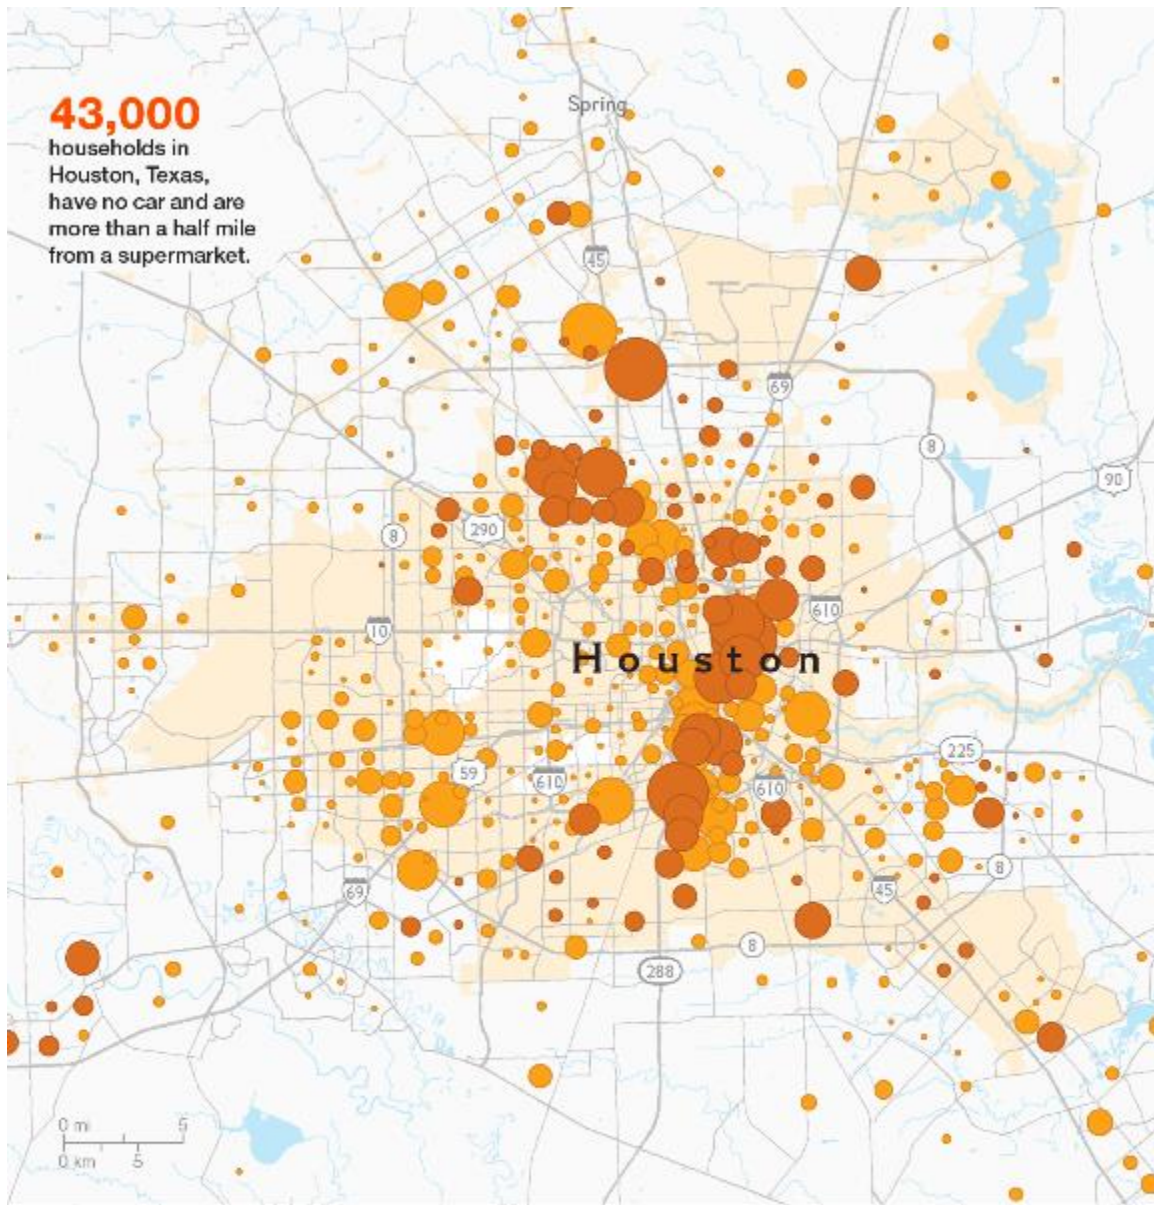 43,000
households in
Houston, Texas,
have no car and are
more than a half mile
from a supermarket.
Spring
45
69
8
90
290
8
610
10
Houston
225
59
610
610
69
45
8
8
288
0 mi 5
0 km 5